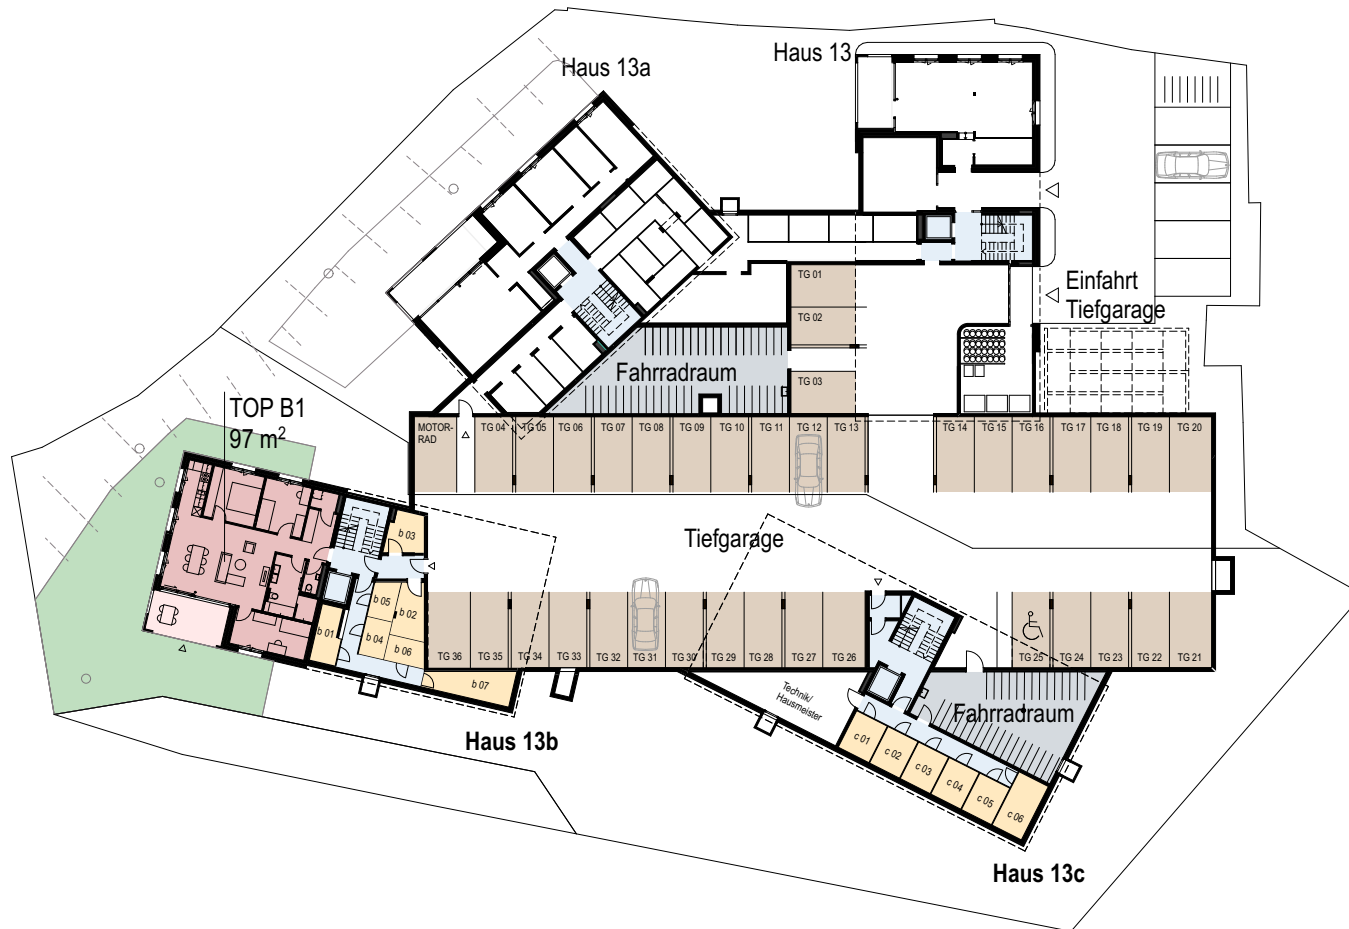 Haus 13
Haus 13a
TG 01
Einfahrt
Tiefgarage
TG 02
Fahrradraum
TG 03
TOP B1
97 m²
MOTOR-
RAD
TG 04
TG 05
TG 06
TG 07
TG 08
TG 09
TG 10
TG 11
TG 12
TG 13
TG 14
TG 15
TG 16
TG 17
TG 18
TG 19
TG 20
Tiefgarage
b 03
b 05
b 02
b 01
b 04
b 06
b 07
TG 36
TG 35
TG 34
TG 33
TG 32
TG 31
TG 30
TG 29
TG 28
TG 27
TG 26
TG 25
TG 24
TG 23
TG 22
TG 21
Technik/
Hausmeister
Fahrradraum
c 01
c 02
c 03
c 04
c 05
c 06
Haus 13b
Haus 13c